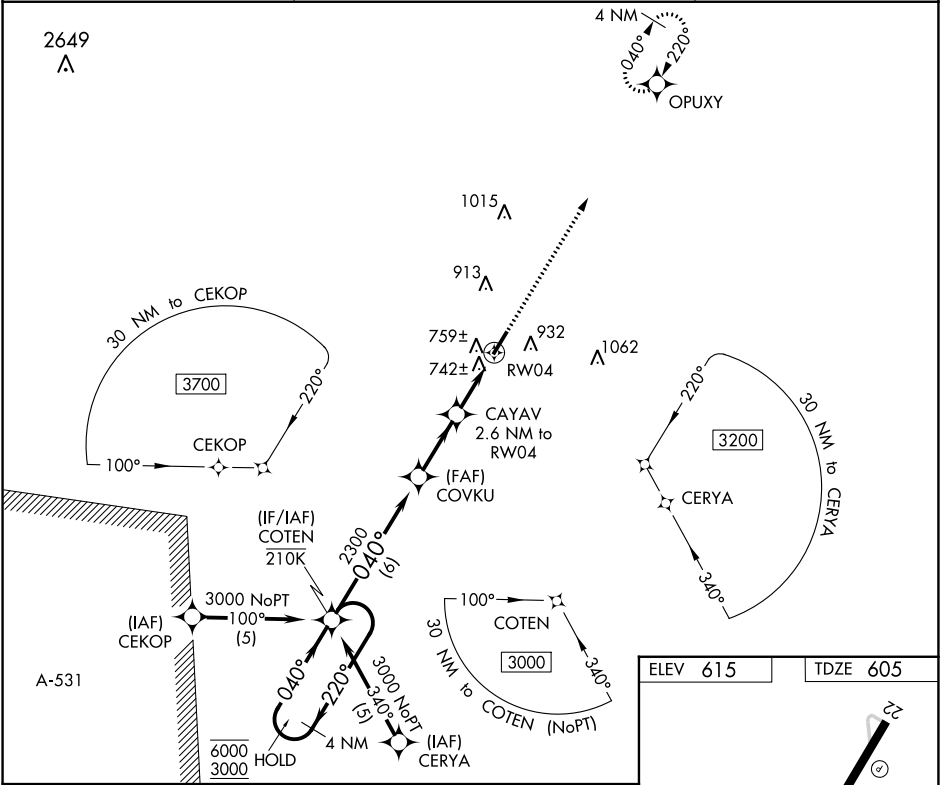 2649
4 NM
040°
220°
OPUXY
1015
913
759±
742±
932
RW04
1062
30 NM to CEKOP
3700
220°
CEKOP
100°
CAYAV
2.6 NM to
RW04
(FAF)
COVKU
220°
3200
CERYA
30 NM to CERYA
340°
(IF/IAF)
COTEN
210K
2300
040°
(6)
3000 NoPT
100°
(5)
(IAF)
CEKOP
A-531
040°
220°
3000 NoPT
340°
(5)
4 NM
HOLD
6000
3000
(IAF)
CERYA
100°
COTEN
3000
340°
30 NM to COTEN (NoPT)
ELEV 615
TDZE 605
22
P